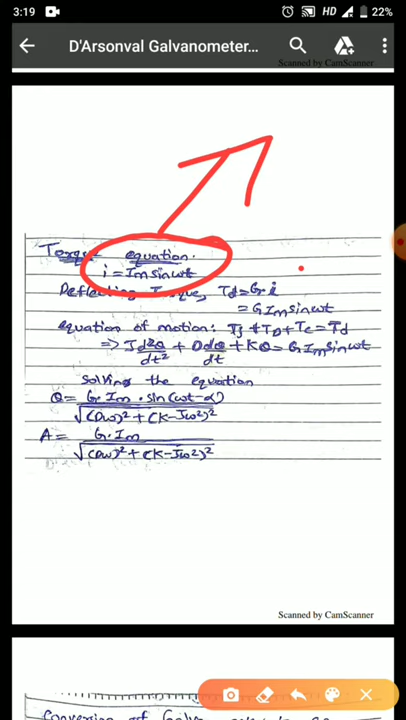 3:19 HD 22%
D'Arsonval Galvanometer...
Scanned by CamScanner
Torque equation.
i = Im sin ωt
Deflecting Torque, Td = G.i
= G Im sin ωt
equation of motion: TJ + TD + Tc = Td
=> J d²θ/dt² + D dθ/dt + Kθ = G Im sin ωt
Solving the equation
θ = G.Im . sin(ωt-α) / √(Dω)² + (K-Jω²)²
A = G.Im / √(Dω)² + (K-Jω²)²
Scanned by CamScanner
Conversion of